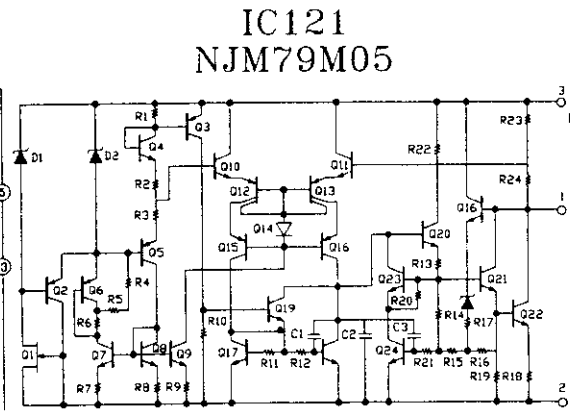 IC121
NJM79M05
3
R1
Q3
R23
D1
D2
Q4
R22
Q10
Q11
R2
Q12
Q13
R24
R3
Q14
Q16
1
5
Q5
Q15
Q16
Q20
3
R4
R13
Q2
Q6
Q23
Q21
R5
Q19
R20
R6
R10
C1
C2
C3
R14
R17
Q22
Q1
Q7
Q8
Q9
Q17
Q24
R11
R12
R21
R15
R16
R7
R8
R9
R19
R18
2